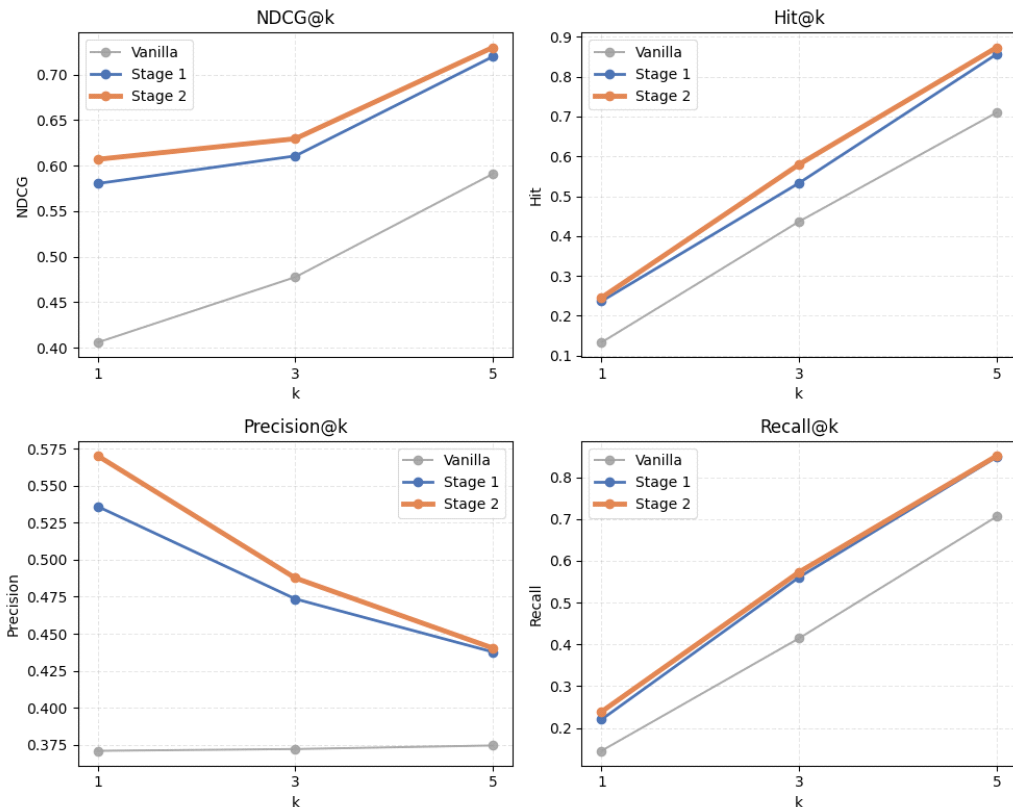 NDCG@k
Vanilla
Stage 1
Stage 2
0.70
0.65
0.60
0.55
0.50
0.45
0.40
NDCG
1
3
5
k
Hit@k
Vanilla
Stage 1
Stage 2
0.9
0.8
0.7
0.6
0.5
0.4
0.3
0.2
0.1
Hit
1
3
5
k
Precision@k
Vanilla
Stage 1
Stage 2
0.575
0.550
0.525
0.500
0.475
0.450
0.425
0.400
0.375
Precision
1
3
5
k
Recall@k
Vanilla
Stage 1
Stage 2
0.8
0.7
0.6
0.5
0.4
0.3
0.2
Recall
1
3
5
k